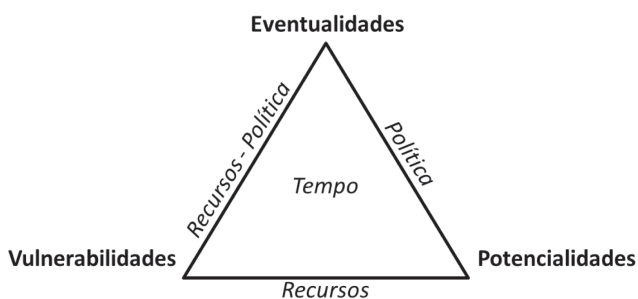 Eventualidades
Recursos - Política
Política
Tempo
Vulnerabilidades
Potencialidades
Recursos